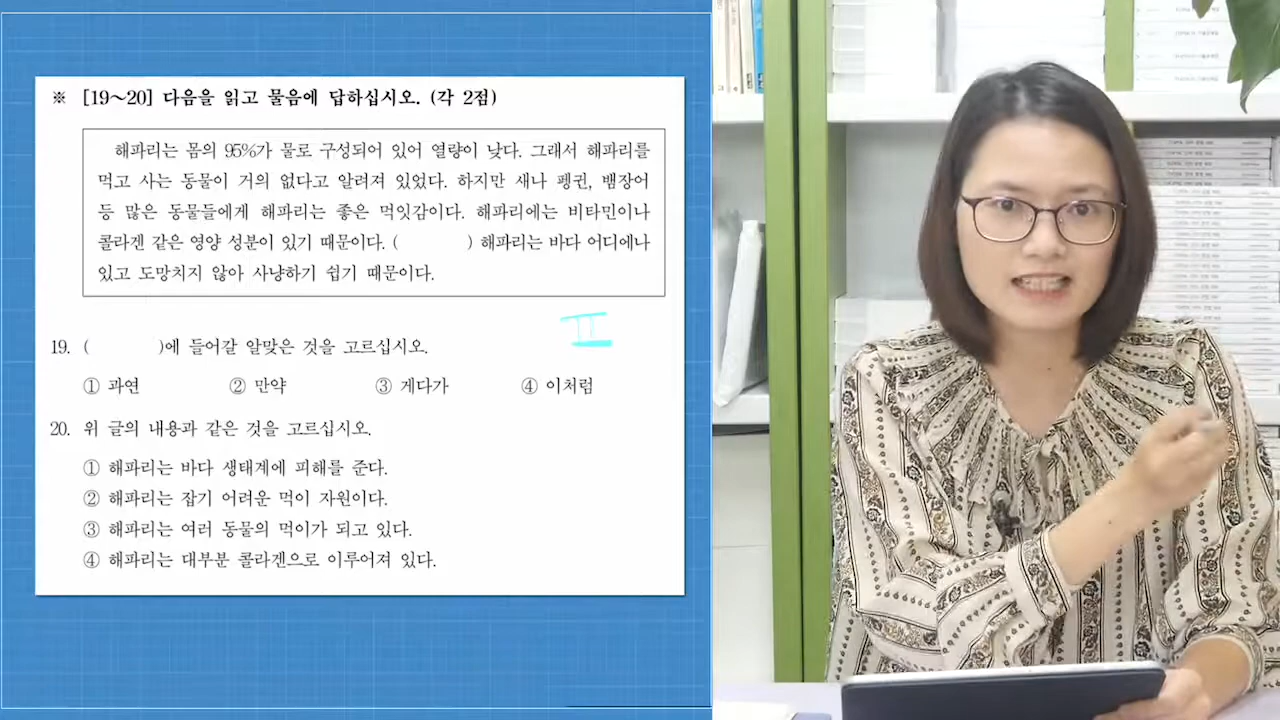 ※ [19~20] 다음을 읽고 물음에 답하십시오. (각 2점)
해파리는 몸의 95%가 물로 구성되어 있어 열량이 낮다. 그래서 해파리를
먹고 사는 동물이 거의 없다고 알려져 있었다. 하지만 새나 펭귄, 뱀장어
등 많은 동물들에게 해파리는 좋은 먹잇감이다. 해파리에는 비타민이나
콜라겐 같은 영양 성분이 있기 때문이다. ( ) 해파리는 바다 어디에나
있고 도망치지 않아 사냥하기 쉽기 때문이다.
19. ( )에 들어갈 알맞은 것을 고르십시오.
① 과연 ② 만약 ③ 게다가 ④ 이처럼
20. 위 글의 내용과 같은 것을 고르십시오.
① 해파리는 바다 생태계에 피해를 준다.
② 해파리는 잡기 어려운 먹이 자원이다.
③ 해파리는 여러 동물의 먹이가 되고 있다.
④ 해파리는 대부분 콜라겐으로 이루어져 있다.